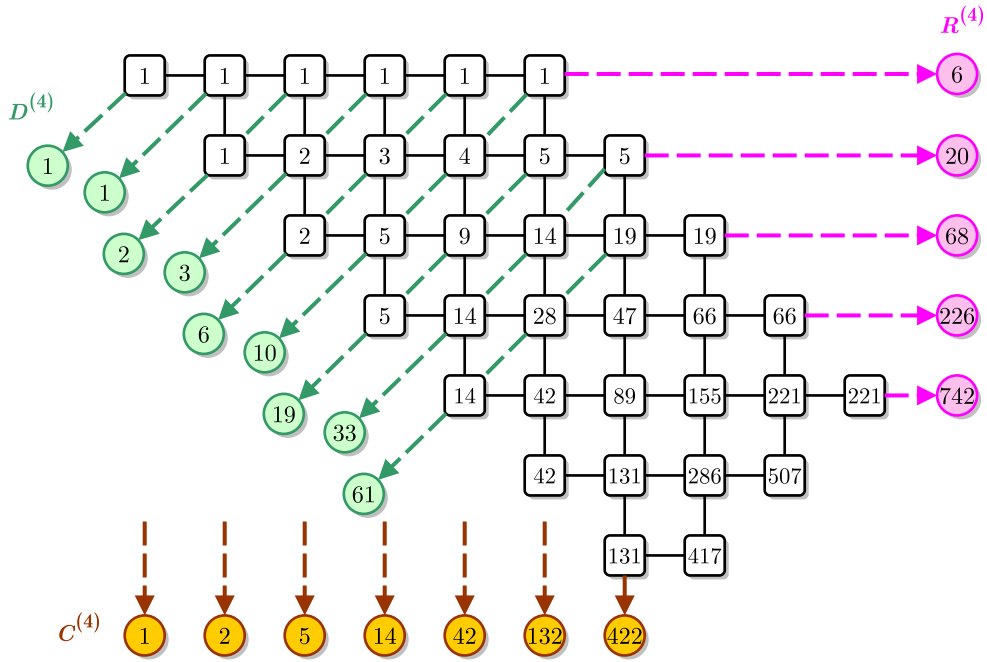 R^(4)
1 1 1 1 1 1 6
D^(4)
1 1 2 3 4 5 5 20
1
2 3 2 5 9 14 19 19 68
6 10 5 14 28 47 66 66 226
19 33 14 42 89 155 221 221 742
61 42 131 286 507
131 417
C^(4) 1 2 5 14 42 132 422